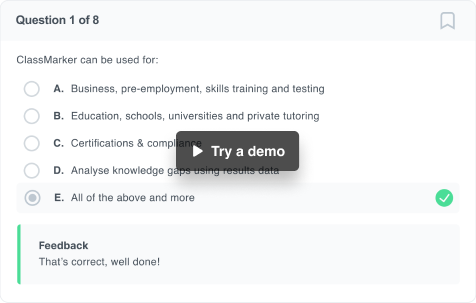 Question 1 of 8
ClassMarker can be used for:
A. Business, pre-employment, skills training and testing
B. Education, schools, universities and private tutoring
C. Certifications & compliance
Try a demo
D. Analyse knowledge gaps using results data
E. All of the above and more
Feedback
That's correct, well done!